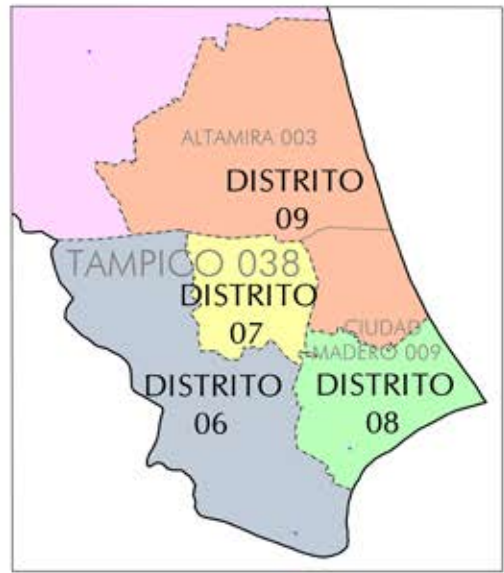 ALTAMIRA 003
DISTRITO
09
TAMPICO 038
DISTRITO
07
CIUDAD
MADERO 009
DISTRITO
06
DISTRITO
08